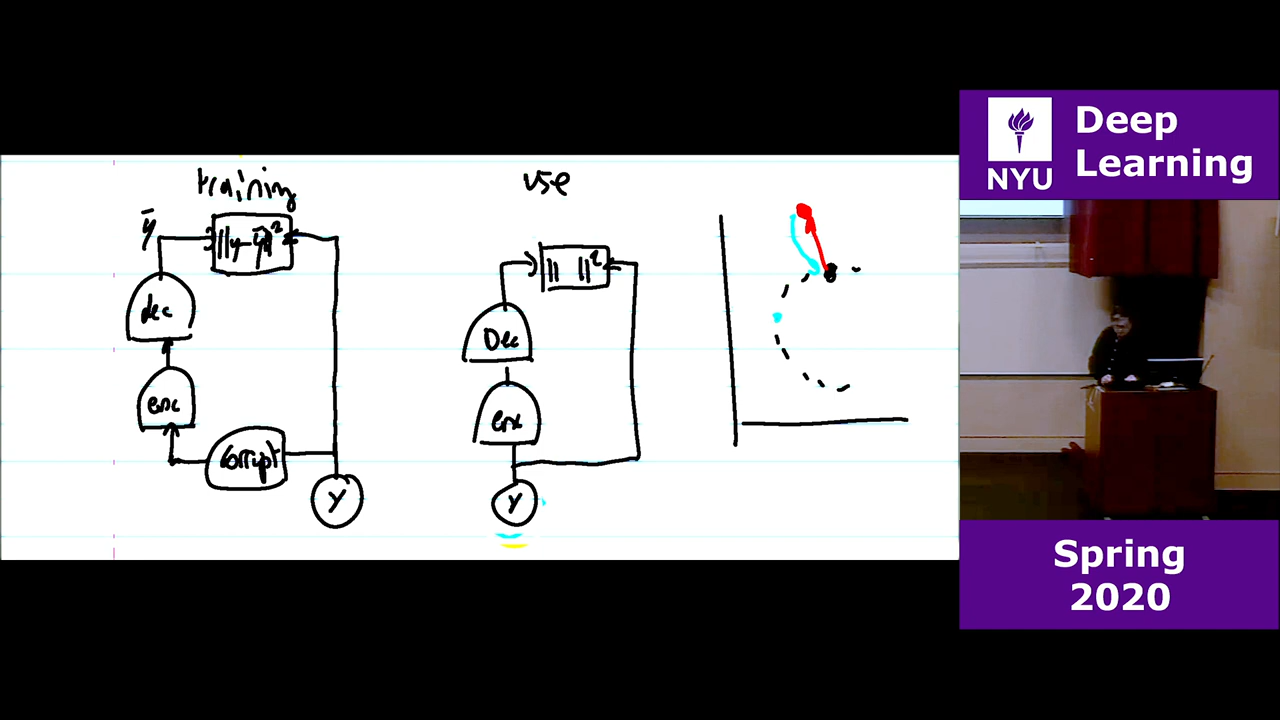 training
use
ȳ
||y-ȳ||²
|| ||²
dec
Dec
enc
enc
corrupt
Y
Y
NYU
Deep
Learning
Spring
2020